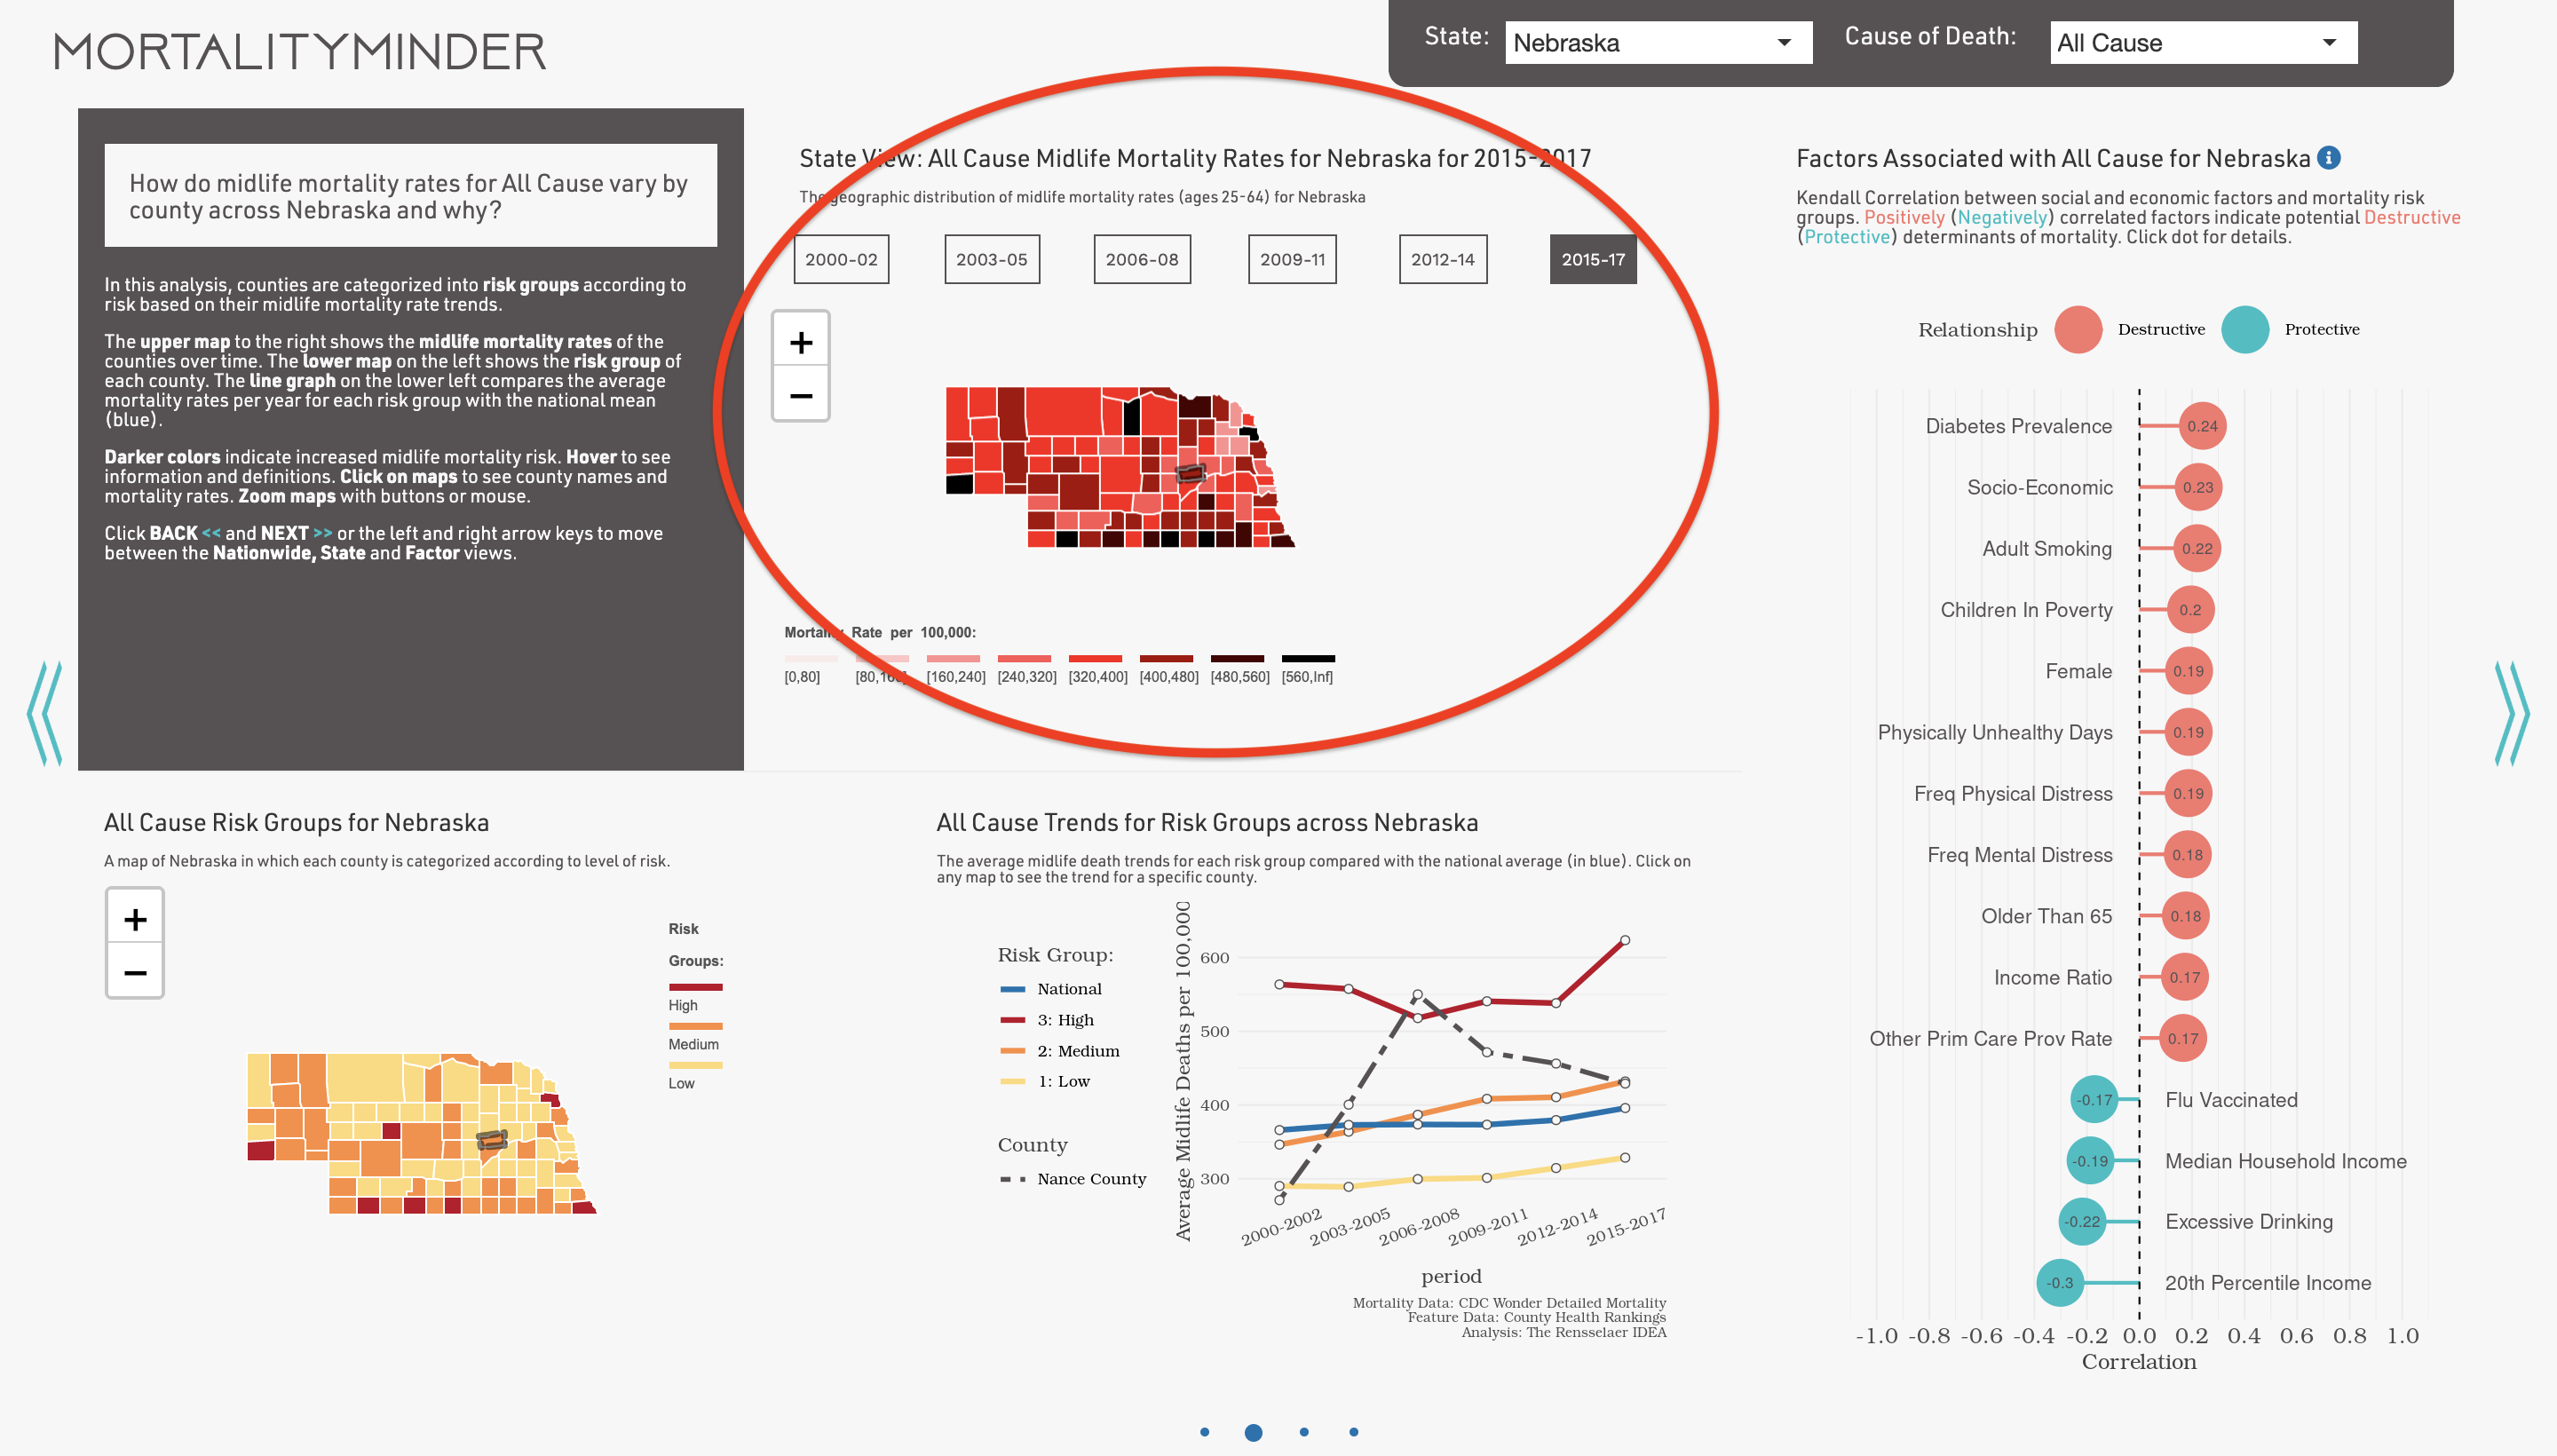 MORTALITYMINDER
State: Nebraska Cause of Death: All Cause
How do midlife mortality rates for All Cause vary by
county across Nebraska and why?
In this analysis, counties are categorized into risk groups according to
risk based on their midlife mortality rate trends.
The upper map to the right shows the midlife mortality rates of the
counties over time. The lower map on the left shows the risk group of
each county. The line graph on the lower left compares the average
mortality rates per year for each risk group with the national mean
(blue).
Darker colors indicate increased midlife mortality risk. Hover to see
information and definitions. Click on maps to see county names and
mortality rates. Zoom maps with buttons or mouse.
Click BACK << and NEXT >> or the left and right arrow keys to move
between the Nationwide, State and Factor views.
State View: All Cause Midlife Mortality Rates for Nebraska for 2015-2017
The geographic distribution of midlife mortality rates (ages 25-64) for Nebraska
2000-02 2003-05 2006-08 2009-11 2012-14 2015-17
+
−
Mortality Rate per 100,000:
[0,80] [80,160] [160,240] [240,320] [320,400] [400,480] [480,560] [560,Inf]
Factors Associated with All Cause for Nebraska i
Kendall Correlation between social and economic factors and mortality risk
groups. Positively (Negatively) correlated factors indicate potential Destructive
(Protective) determinants of mortality. Click dot for details.
Relationship Destructive Protective
Diabetes Prevalence 0.24
Socio-Economic 0.23
Adult Smoking 0.22
Children In Poverty 0.2
Female 0.19
Physically Unhealthy Days 0.19
Freq Physical Distress 0.19
Freq Mental Distress 0.18
Older Than 65 0.18
Income Ratio 0.17
Other Prim Care Prov Rate 0.17
-0.17 Flu Vaccinated
-0.19 Median Household Income
-0.22 Excessive Drinking
-0.3 20th Percentile Income
-1.0 -0.8 -0.6 -0.4 -0.2 0.0 0.2 0.4 0.6 0.8 1.0
Correlation
All Cause Risk Groups for Nebraska
A map of Nebraska in which each county is categorized according to level of risk.
+
−
Risk
Groups:
High
Medium
Low
All Cause Trends for Risk Groups across Nebraska
The average midlife death trends for each risk group compared with the national average (in blue). Click on
any map to see the trend for a specific county.
Risk Group:
National
3: High
2: Medium
1: Low
County
Nance County
Average Midlife Deaths per 100,000
600
500
400
300
2000-2002 2003-2005 2006-2008 2009-2011 2012-2014 2015-2017
period
Mortality Data: CDC Wonder Detailed Mortality
Feature Data: County Health Rankings
Analysis: The Rensselaer IDEA